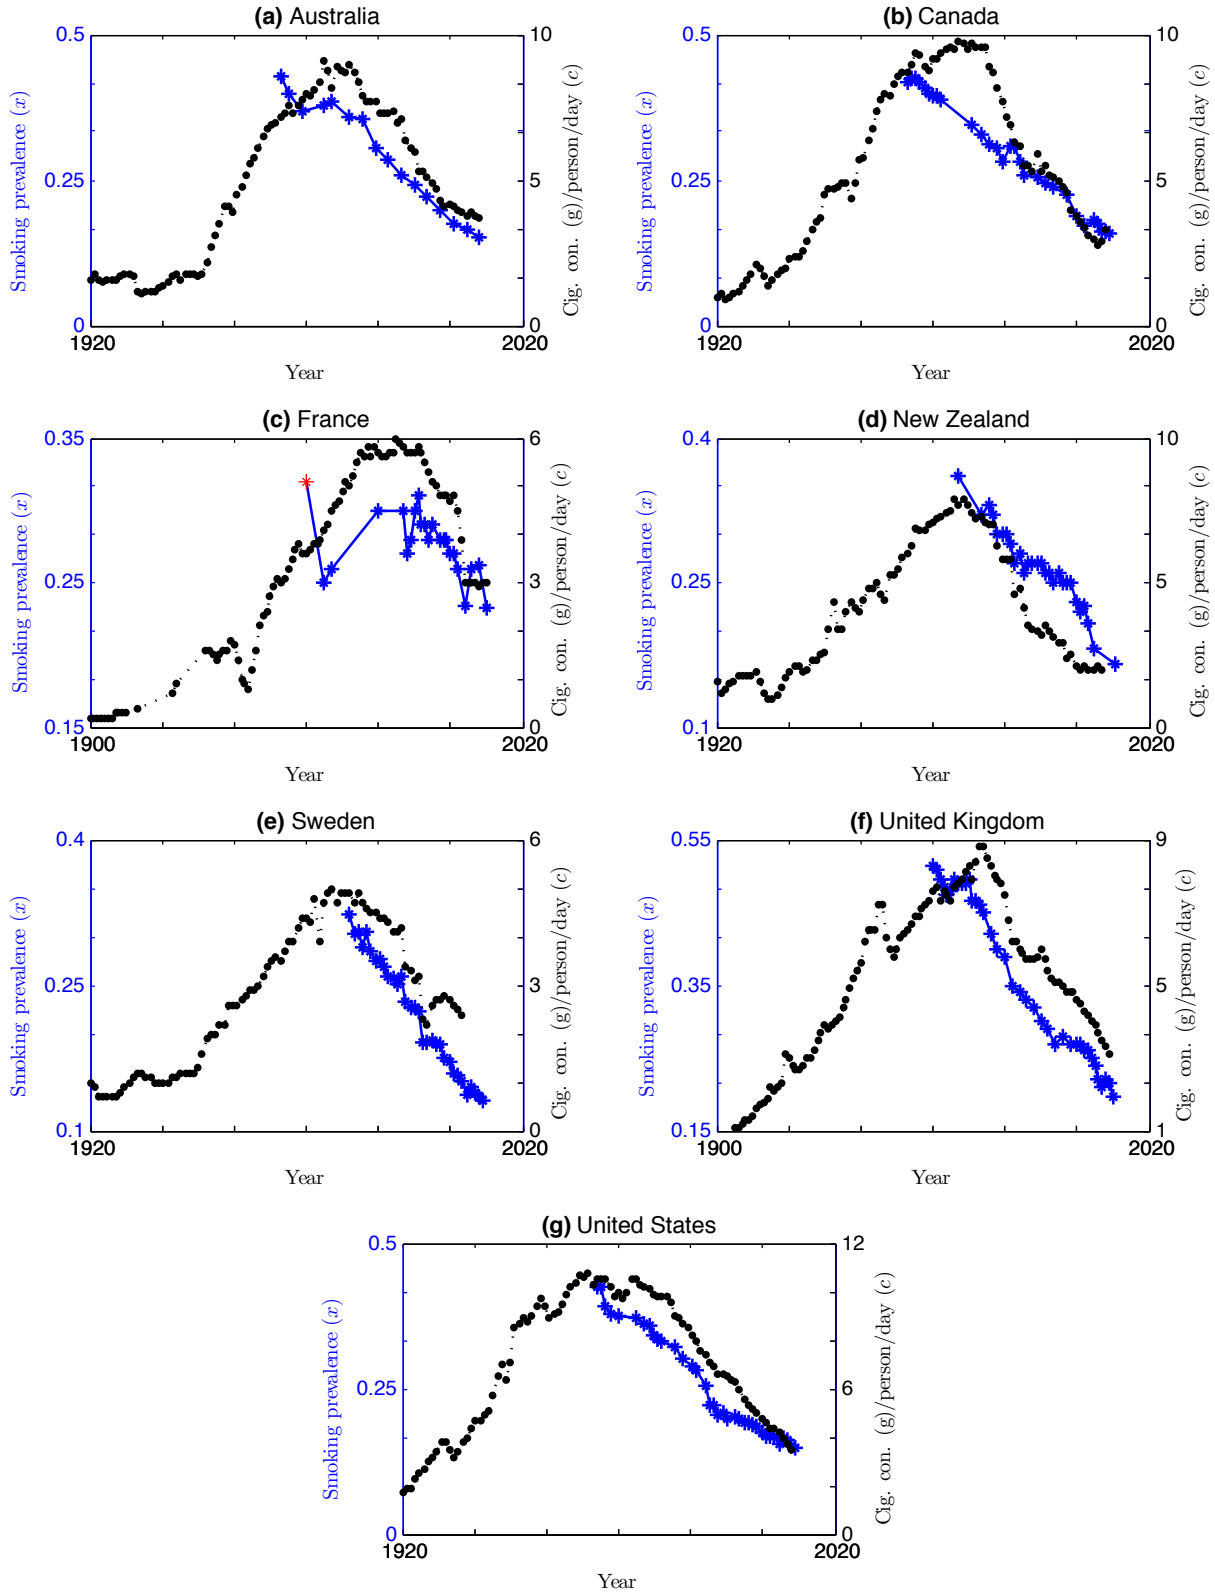 (a) Australia
0.5
10
Smoking prevalence (x)
0.25
5
Cig. con. (g)/person/day (c)
0
0
1920
2020
Year
(b) Canada
0.5
10
Smoking prevalence (x)
0.25
5
Cig. con. (g)/person/day (c)
0
0
1920
2020
Year
(c) France
0.35
6
Smoking prevalence (x)
0.25
3
Cig. con. (g)/person/day (c)
0.15
0
1900
2020
Year
(d) New Zealand
0.4
10
Smoking prevalence (x)
0.25
5
Cig. con. (g)/person/day (c)
0.1
0
1920
2020
Year
(e) Sweden
0.4
6
Smoking prevalence (x)
0.25
3
Cig. con. (g)/person/day (c)
0.1
0
1920
2020
Year
(f) United Kingdom
0.55
9
Smoking prevalence (x)
0.35
5
Cig. con. (g)/person/day (c)
0.15
1
1900
2020
Year
(g) United States
0.5
12
Smoking prevalence (x)
0.25
6
Cig. con. (g)/person/day (c)
0
0
1920
2020
Year